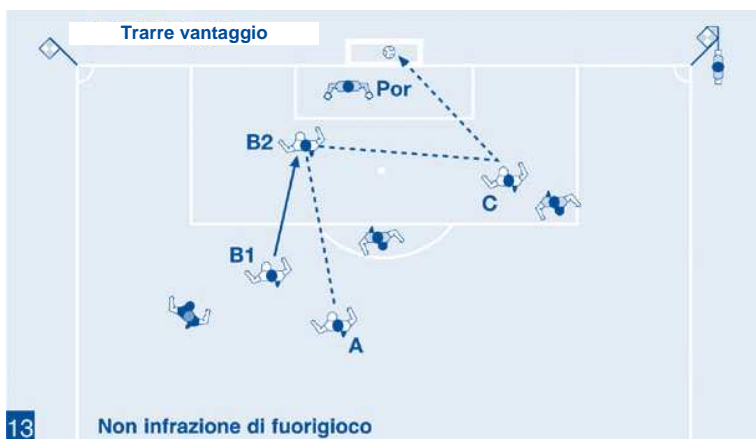 Trarre vantaggio
Por
B2
C
B1
A
13
Non infrazione di fuorigioco